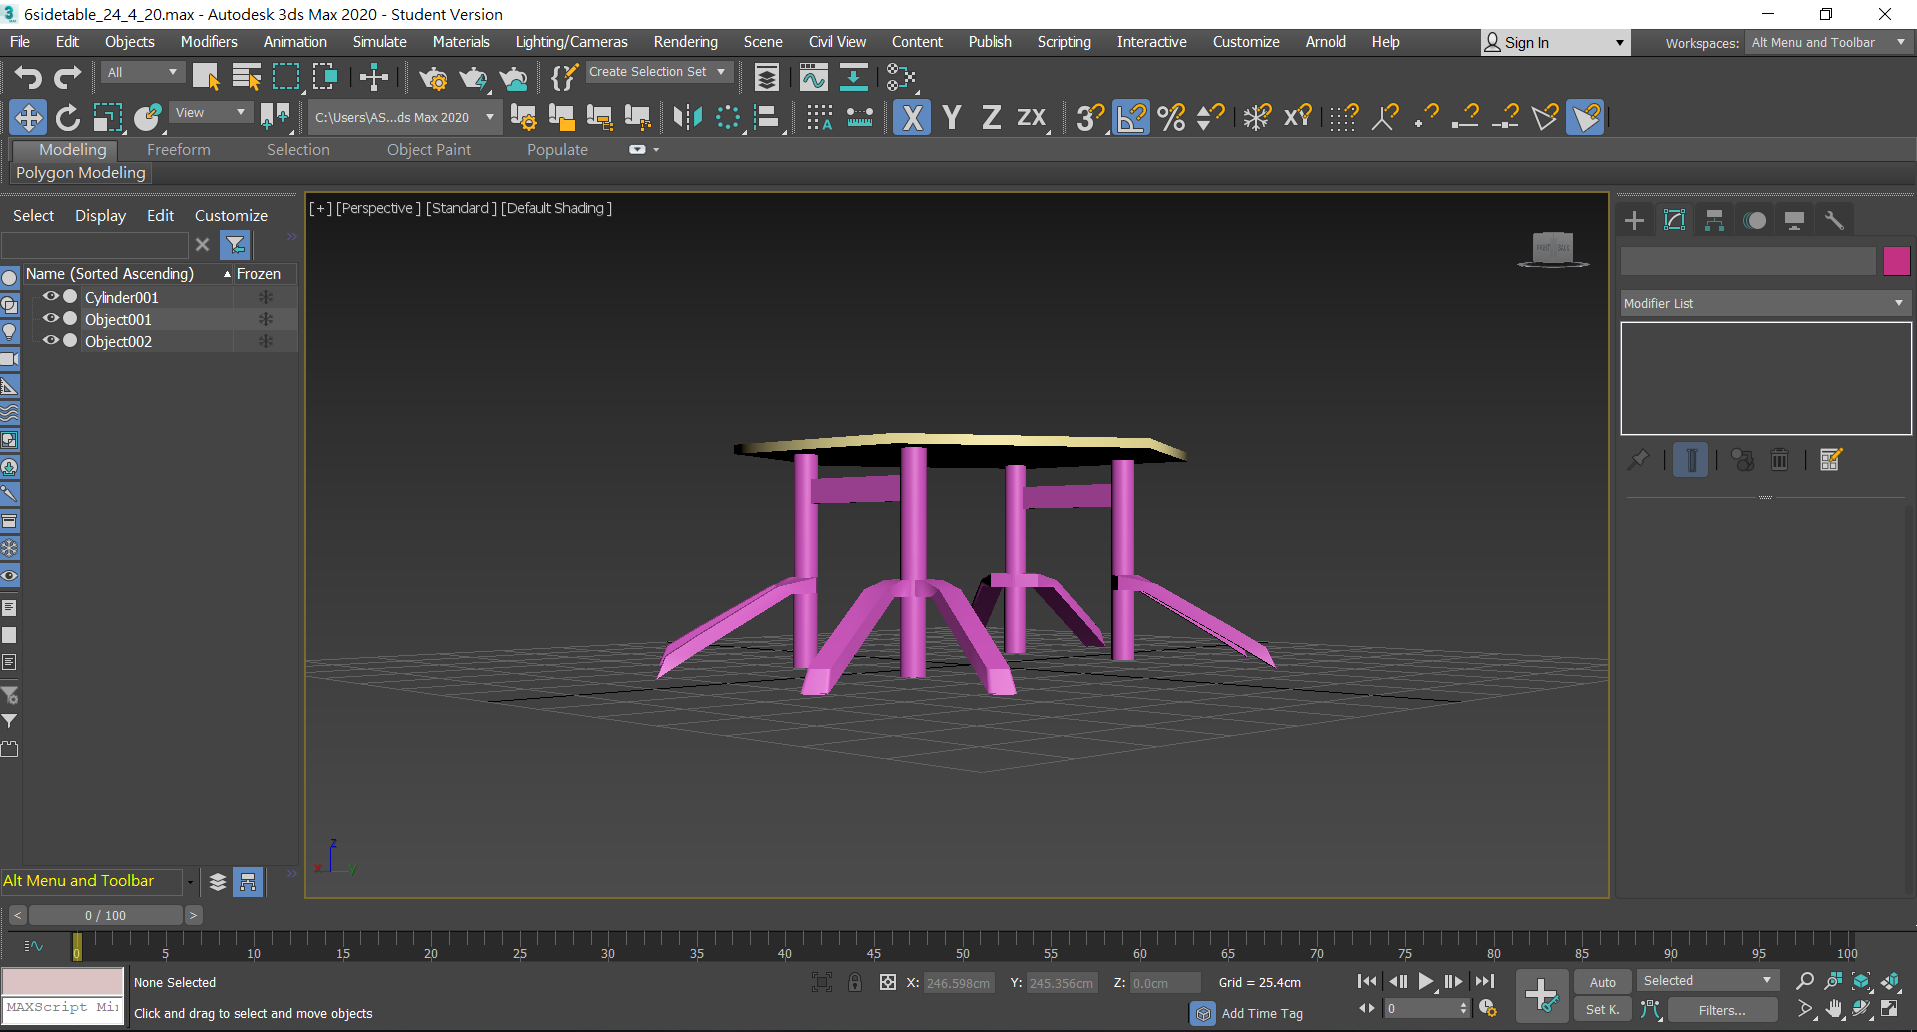 6sidetable_24_4_20.max - Autodesk 3ds Max 2020 - Student Version
File Edit Objects Modifiers Animation Simulate Materials Lighting/Cameras Rendering Scene Civil View Content Publish Scripting Interactive Customize Arnold Help
Sign In
Workspaces: Alt Menu and Toolbar
All
Create Selection Set
View
C:\Users\AS...ds Max 2020
X Y Z ZX
3 % XY
Modeling Freeform Selection Object Paint Populate
Polygon Modeling
Select Display Edit Customize
Name (Sorted Ascending) Frozen
Cylinder001
Object001
Object002
[+] [Perspective ] [Standard ] [Default Shading ]
z
x y
Modifier List
Alt Menu and Toolbar
< 0 / 100 >
0 5 10 15 20 25 30 35 40 45 50 55 60 65 70 75 80 85 90 95 100
None Selected
X: 246.598cm Y: 245.356cm Z: 0.0cm Grid = 25.4cm
Auto Selected
MAXScript Mi
Click and drag to select and move objects
Add Time Tag
0
Set K. Filters...